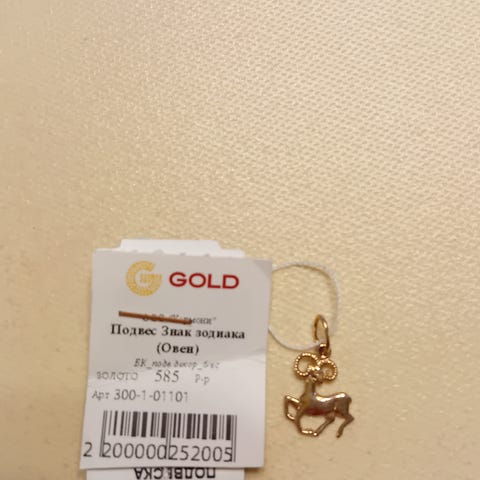 GOLD
Подвес Знак зодиака
(Овен)
золото 585 Р-р
Арт 300-1-01101
2 200000 252005
ПОДВЕСКА